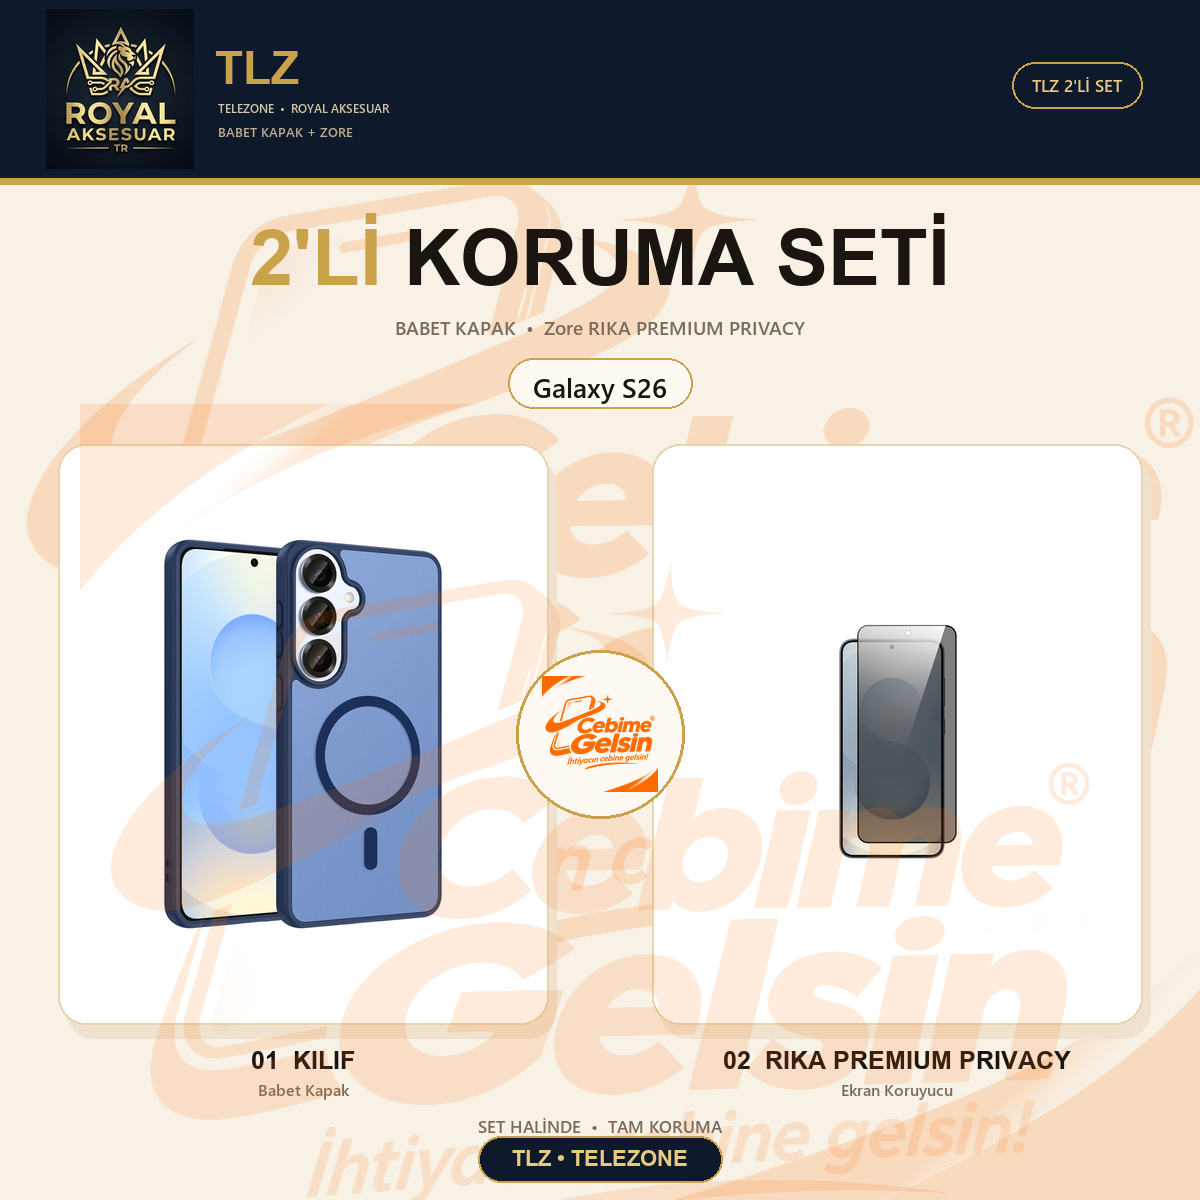 ROYAL
AKSESUAR
TR
TLZ
TELEZONE • ROYAL AKSESUAR
BABET KAPAK + ZORE
TLZ 2'Lİ SET
2'Lİ KORUMA SETİ
BABET KAPAK • Zore RIKA PREMIUM PRIVACY
Galaxy S26
Cebime
Gelsin
İhtiyacın cebine gelsin!
®
Cebime®
Gelsin
01 KILIF
Babet Kapak
02 RIKA PREMIUM PRIVACY
Ekran Koruyucu
SET HALİNDE • TAM KORUMA
TLZ • TELEZONE